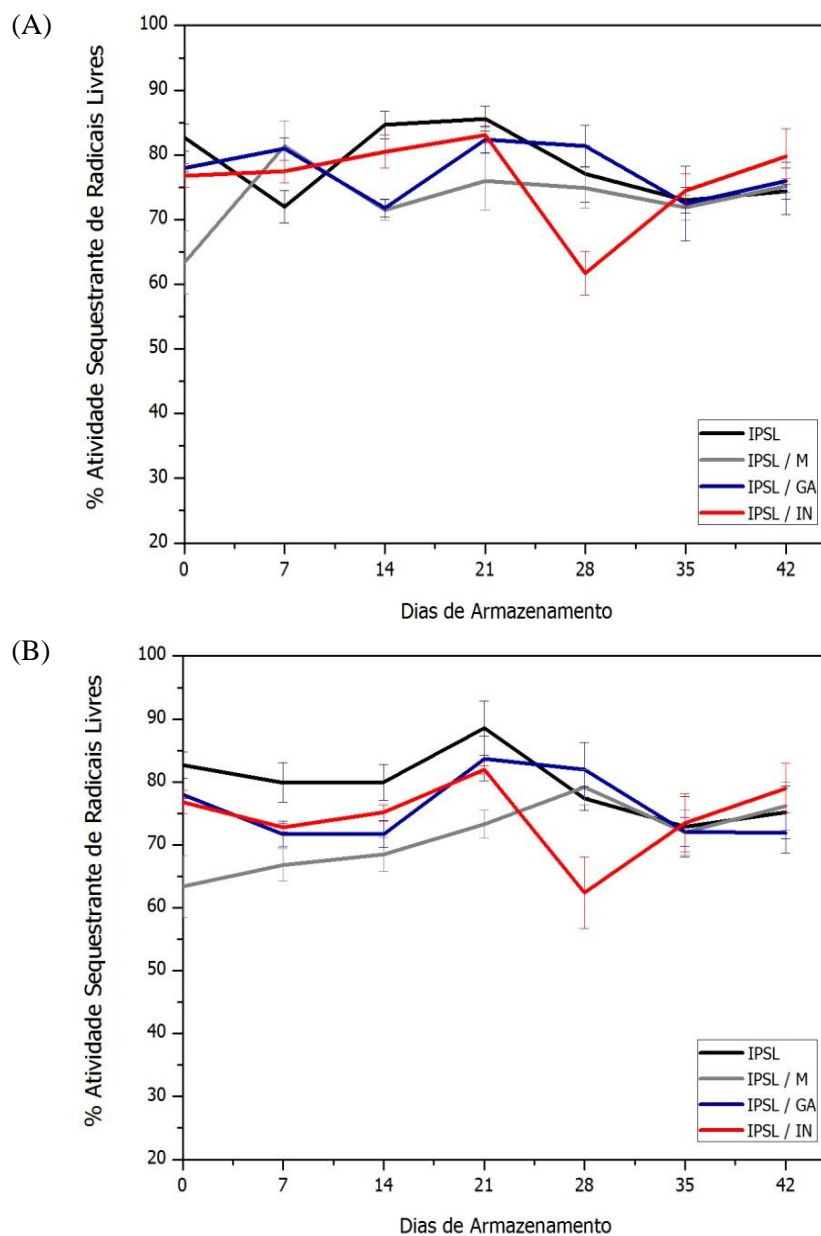 (A)
% Atividade Sequestrante de Radicais Livres
100
90
80
70
60
50
40
30
20
IPSL
IPSL / M
IPSL / GA
IPSL / IN
0 7 14 21 28 35 42
Dias de Armazenamento
(B)
% Atividade Sequestrante de Radicais Livres
100
90
80
70
60
50
40
30
20
IPSL
IPSL / M
IPSL / GA
IPSL / IN
0 7 14 21 28 35 42
Dias de Armazenamento